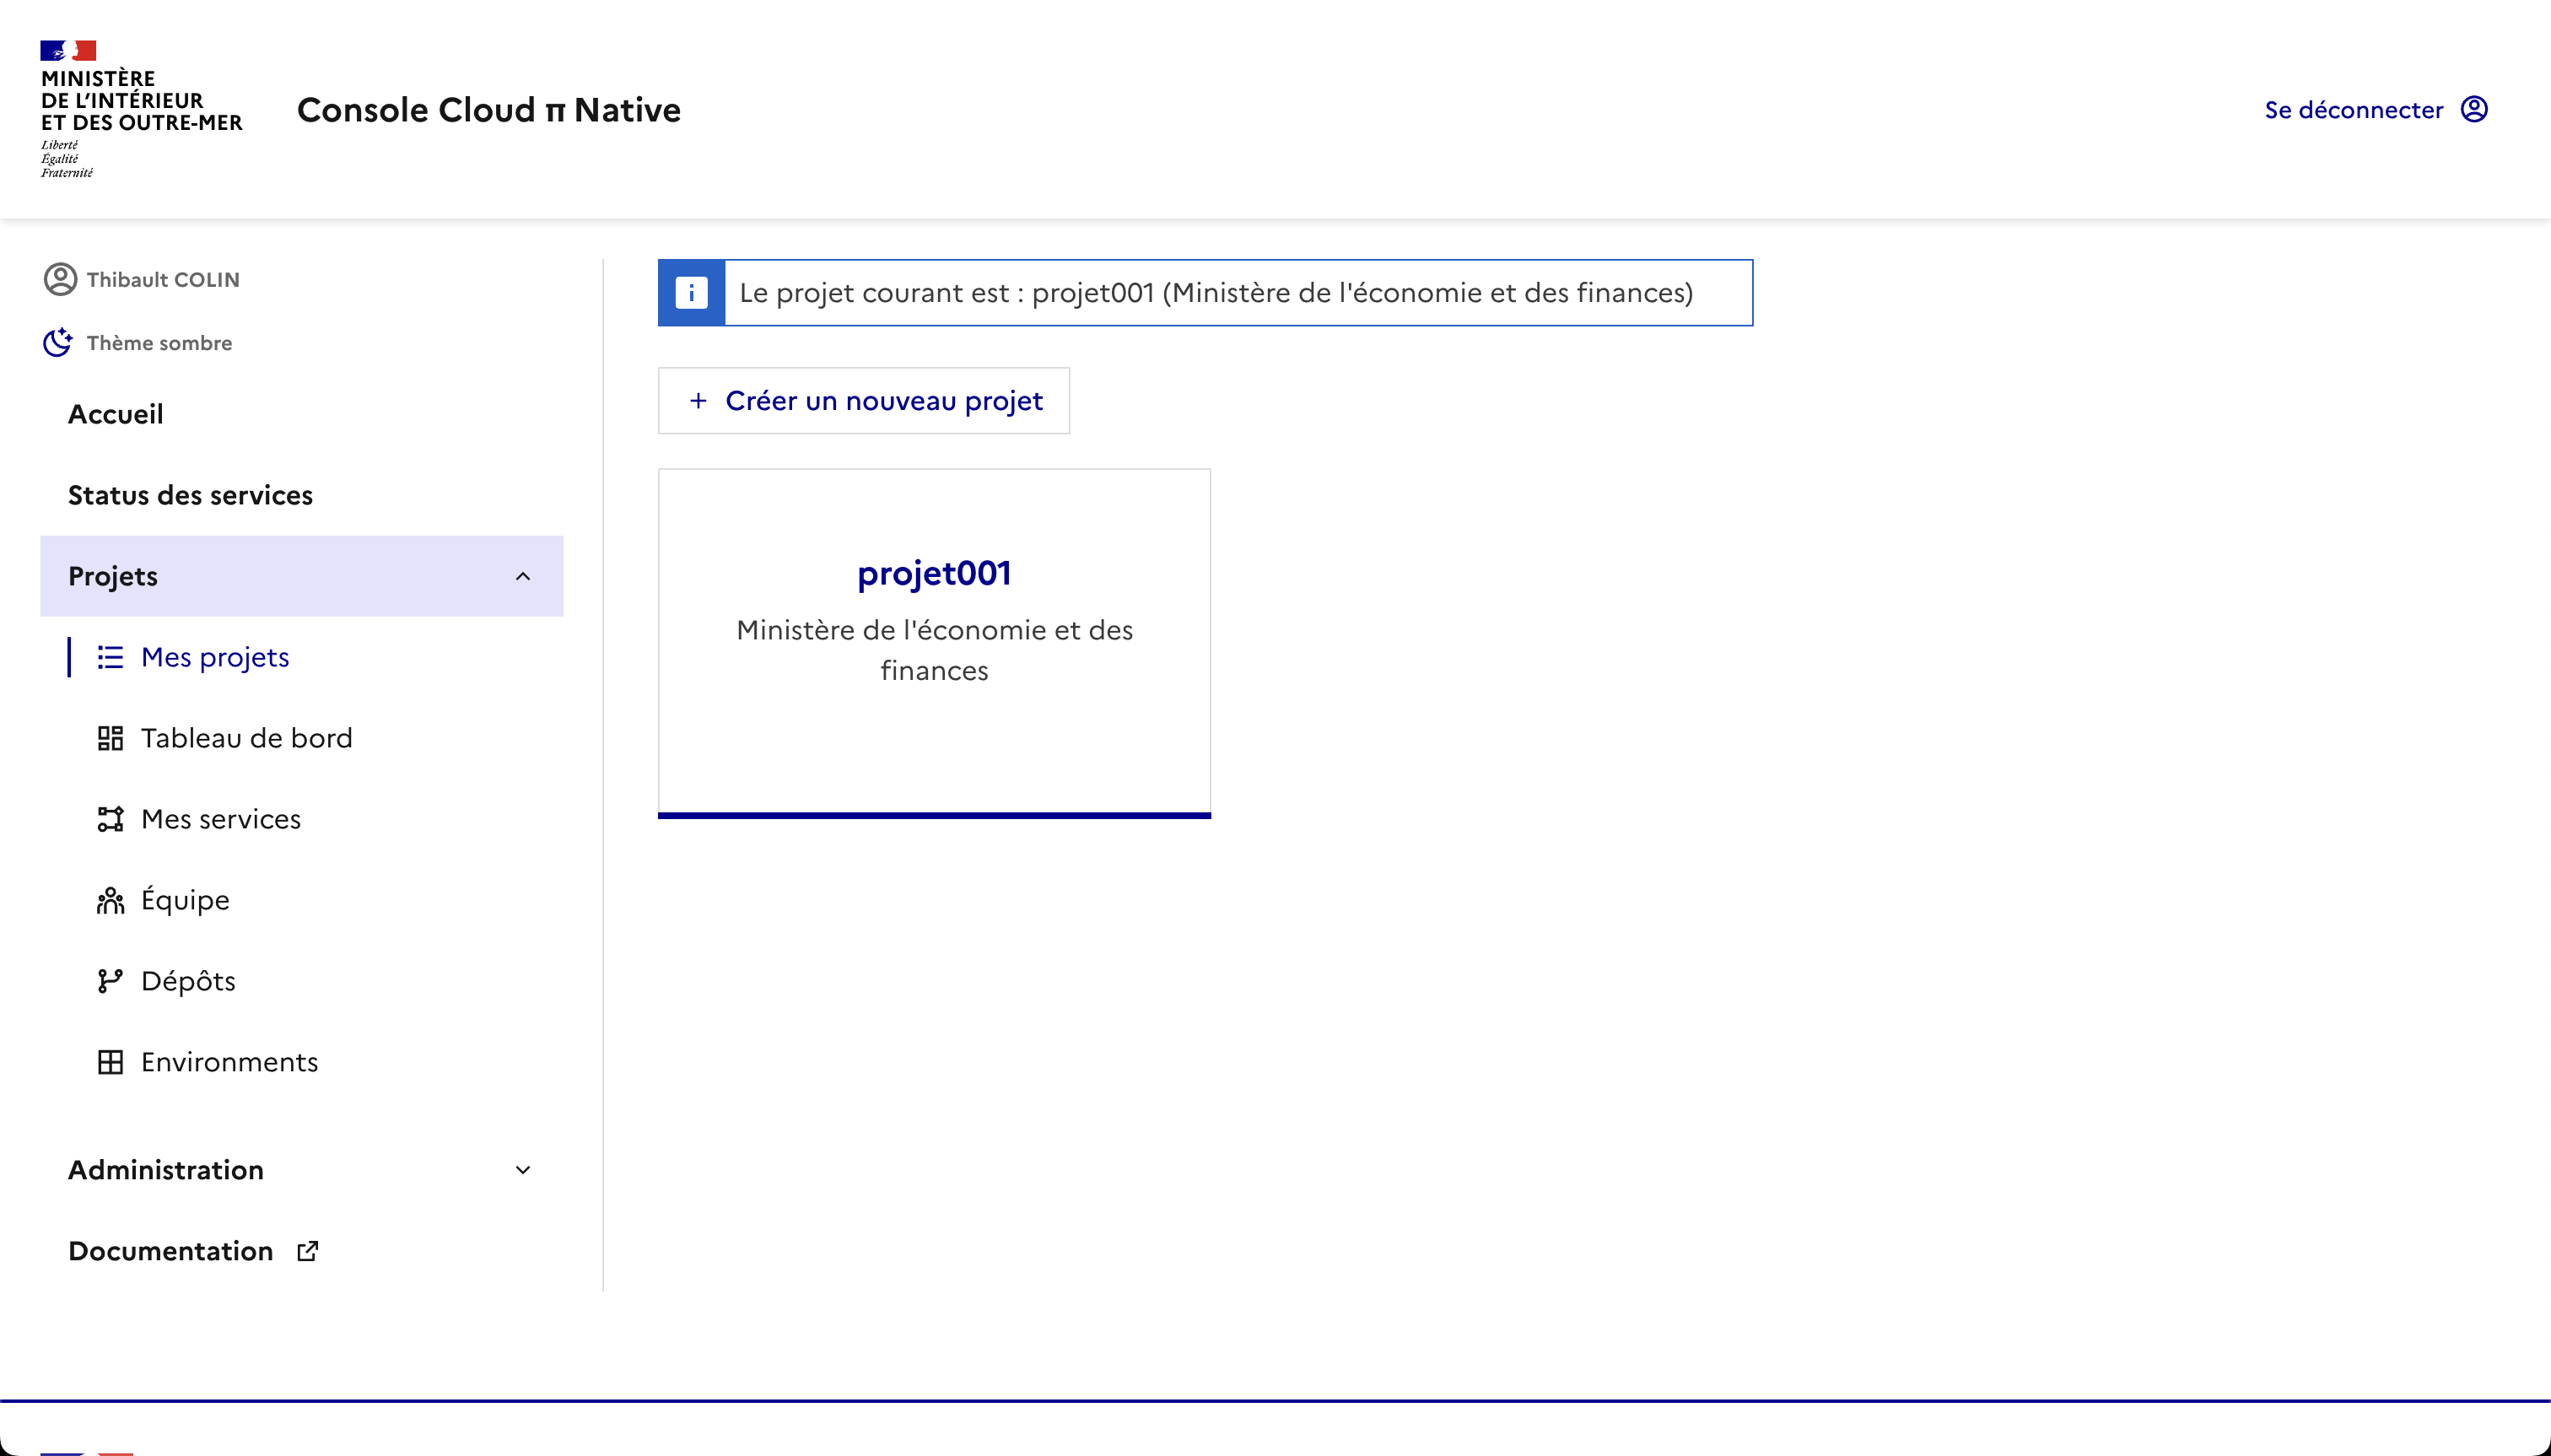 MINISTÈRE
DE L'INTÉRIEUR
ET DES OUTRE-MER
Liberté
Égalité
Fraternité
Console Cloud π Native
Se déconnecter
Thibault COLIN
Thème sombre
Accueil
Status des services
Projets
Mes projets
Tableau de bord
Mes services
Équipe
Dépôts
Environments
Administration
Documentation
Le projet courant est : projet001 (Ministère de l'économie et des finances)
+ Créer un nouveau projet
projet001
Ministère de l'économie et des
finances